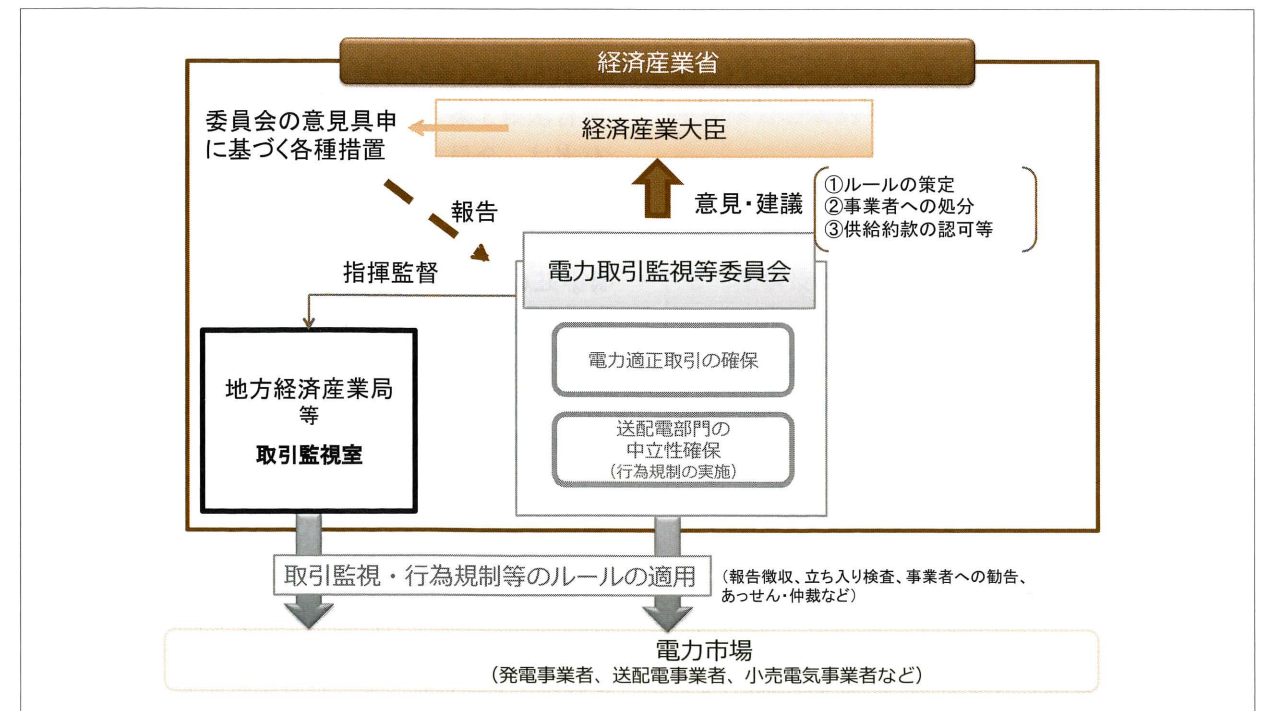 経済産業省
経済産業大臣
委員会の意見具申
に基づく各種措置
報告
意見・建議
①ルールの策定
②事業者への処分
③供給約款の認可等
電力取引監視等委員会
指揮監督
電力適正取引の確保
送配電部門の
中立性確保
(行為規制の実施)
地方経済産業局
等
取引監視室
取引監視・行為規制等のルールの適用
(報告徴収、立ち入り検査、事業者への勧告、
あっせん・仲裁など)
電力市場
(発電事業者、送配電事業者、小売電気事業者など)